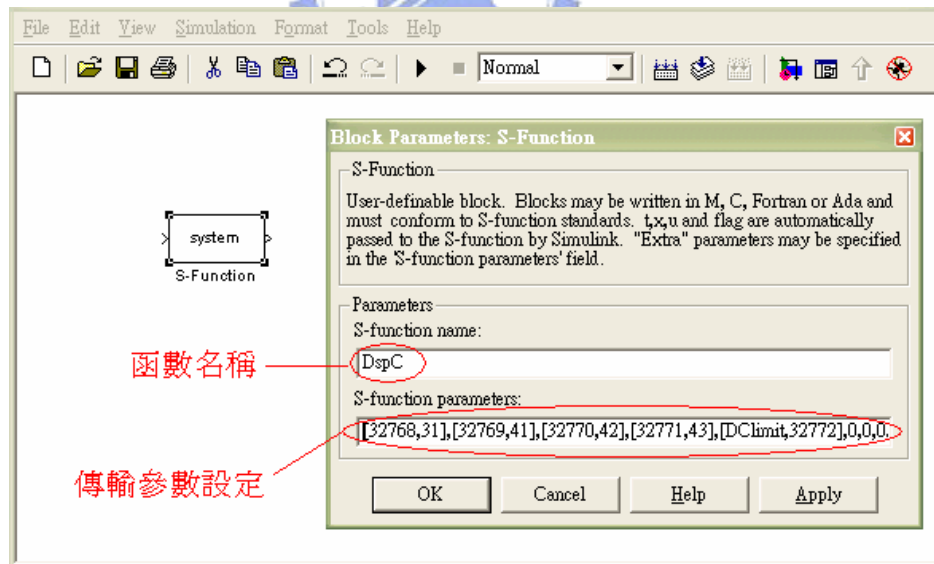 File Edit View Simulation Format Tools Help
Normal
Block Parameters: S-Function
S-Function
User-definable block. Blocks may be written in M, C, Fortran or Ada and
must conform to S-function standards. t,x,u and flag are automatically
passed to the S-function by Simulink. "Extra" parameters may be specified
in the 'S-function parameters' field.
system
S-Function
Parameters
S-function name:
函數名稱
DspC
S-function parameters:
[32768,31],[32769,41],[32770,42],[32771,43],[DClimit,32772],0,0,0,
傳輸參數設定
OK Cancel Help Apply